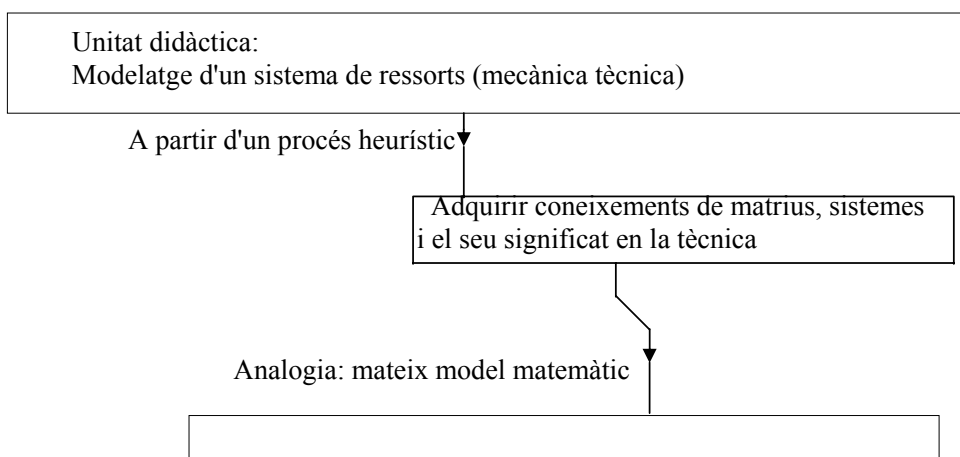 Unitat didàctica:
Modelatge d'un sistema de ressorts (mecànica tècnica)
A partir d'un procés heurístic
Adquirir coneixements de matrius, sistemes
i el seu significat en la tècnica
Analogia: mateix model matemàtic